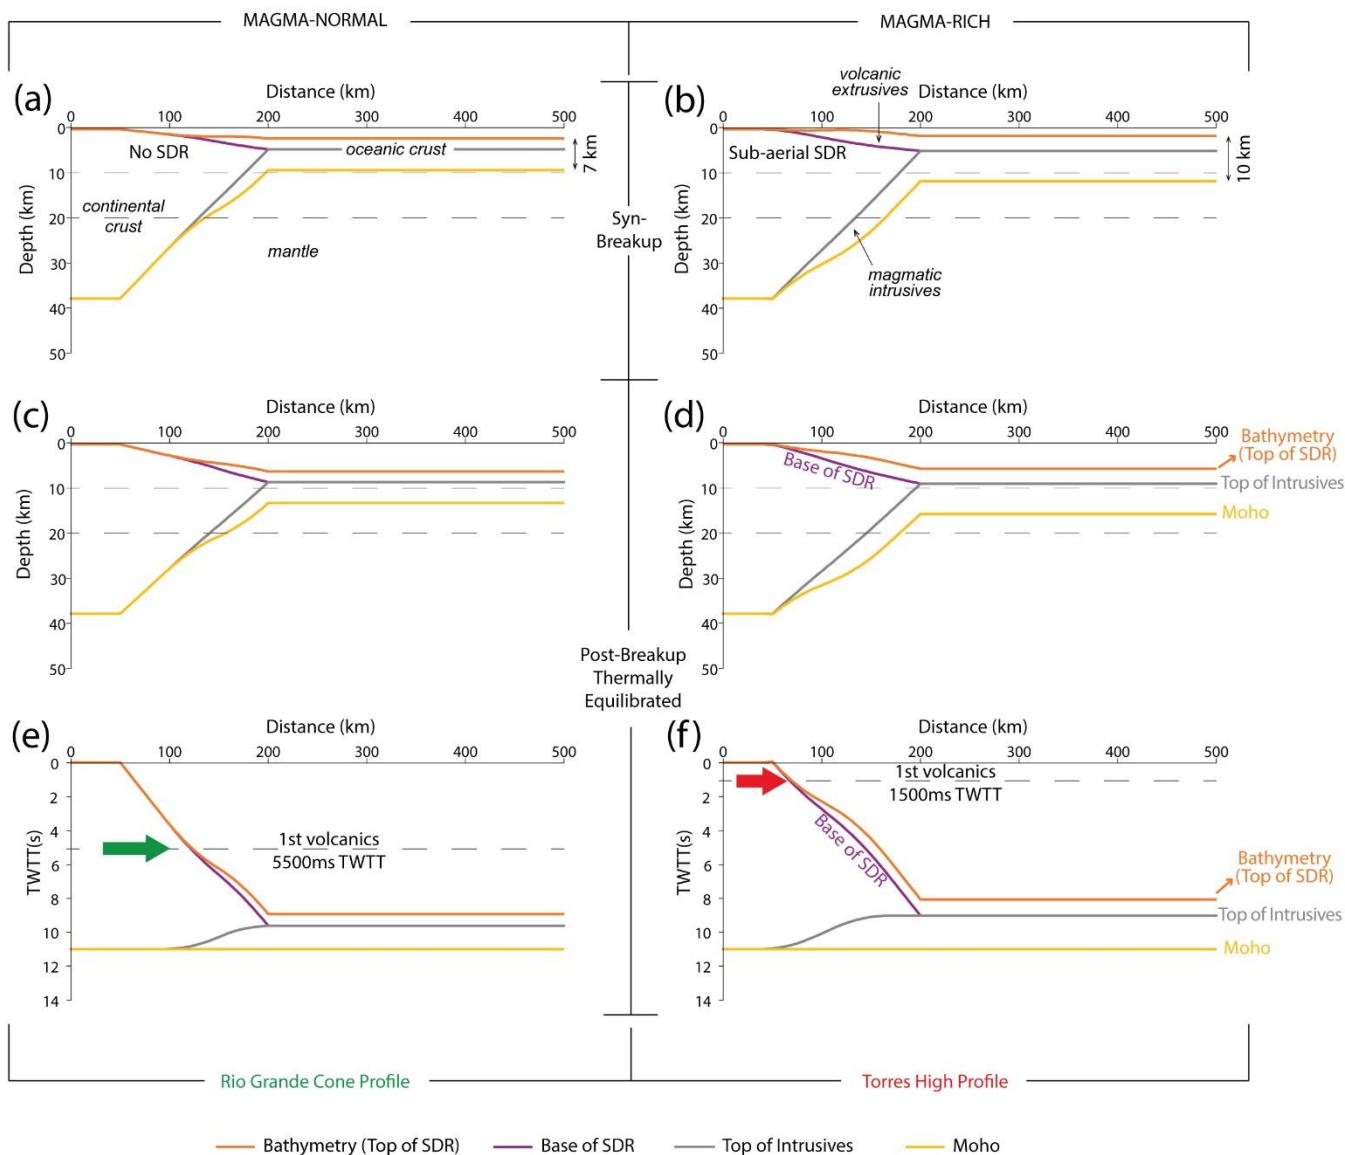 MAGMA-NORMAL
MAGMA-RICH
(a)
Distance (km)
0 100 200 300 400 500
0
10
20
30
40
50
Depth (km)
No SDR
oceanic crust
7 km
continental
crust
mantle
Syn-
Breakup
(b)
volcanic
extrusives
Distance (km)
0 100 200 300 400 500
0
10
20
30
40
50
Depth (km)
Sub-aerial SDR
10 km
magmatic
intrusives
(c)
Distance (km)
0 100 200 300 400 500
0
10
20
30
40
50
Depth (km)
(d)
Distance (km)
0 100 200 300 400 500
0
10
20
30
40
50
Depth (km)
Base of SDR
Bathymetry
(Top of SDR)
Top of Intrusives
Moho
Post-Breakup
Thermally
Equilibrated
(e)
Distance (km)
0 100 200 300 400 500
0
2
4
6
8
10
12
14
TWTT(s)
1st volcanics
5500ms TWTT
(f)
Distance (km)
0 100 200 300 400 500
0
2
4
6
8
10
12
14
TWTT(s)
1st volcanics
1500ms TWTT
Base of SDR
Bathymetry
(Top of SDR)
Top of Intrusives
Moho
Rio Grande Cone Profile
Torres High Profile
Bathymetry (Top of SDR) Base of SDR Top of Intrusives Moho